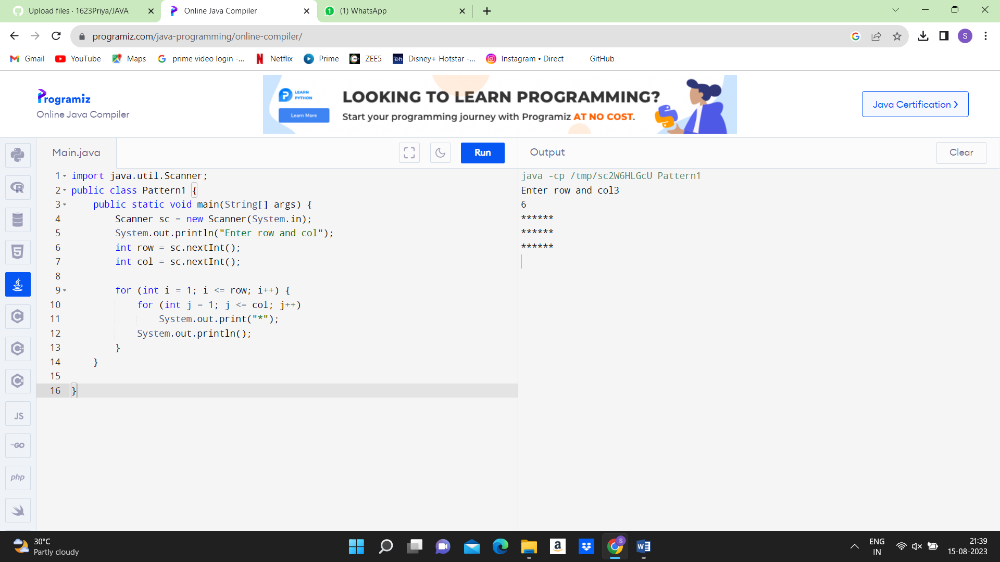 Upload files · 1623Priya/JAVA
Online Java Compiler
(1) WhatsApp
programiz.com/java-programming/online-compiler/
S
Gmail
YouTube
Maps
prime video login -...
Netflix
Prime
ZEE5
Disney+ Hotstar -...
Instagram • Direct
GitHub
Programiz
Online Java Compiler
LEARN
PYTHON
Learn More
LOOKING TO LEARN PROGRAMMING?
Start your programming journey with Programiz AT NO COST.
Java Certification ›
Main.java
Run
Output
Clear
1 import java.util.Scanner;
2 public class Pattern1 {
3     public static void main(String[] args) {
4         Scanner sc = new Scanner(System.in);
5         System.out.println("Enter row and col");
6         int row = sc.nextInt();
7         int col = sc.nextInt();
8
9         for (int i = 1; i <= row; i++) {
10             for (int j = 1; j <= col; j++)
11                 System.out.print("*");
12             System.out.println();
13         }
14     }
15
16 }
java -cp /tmp/sc2W6HLGcU Pattern1
Enter row and col3
6
******
******
******
JS
GO
php
30°C
Partly cloudy
ENG
IN
21:39
15-08-2023